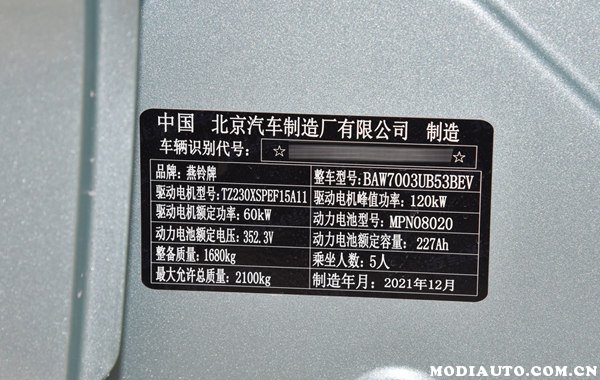 中国 北京汽车制造厂有限公司 制造
车辆识别代号: ☆ ☆
品牌: 燕铃牌 整车型号: BAW7003UB53BEV
驱动电机型号: TZ230XSPEF15A11 驱动电机峰值功率: 120kW
驱动电机额定功率: 60kW 动力电池型号: MPN08020
动力电池额定电压: 352.3V 动力电池额定容量: 227Ah
整备质量: 1680kg 乘坐人数: 5人
最大允许总质量: 2100kg 制造年月: 2021年12月
MODIAUTO.COM.CN